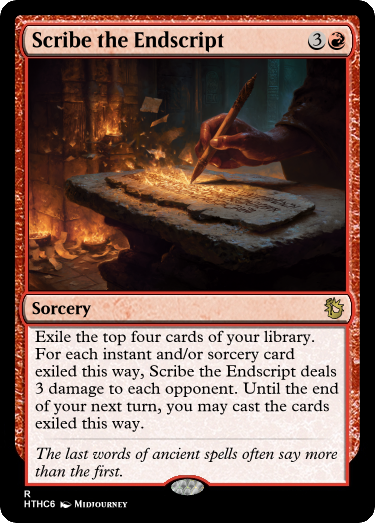 Scribe the Endscript 3
Sorcery
Exile the top four cards of your library.
For each instant and/or sorcery card
exiled this way, Scribe the Endscript deals
3 damage to each opponent. Until the end
of your next turn, you may cast the cards
exiled this way.
The last words of ancient spells often say more
than the first.
R
HTHC6 Midjourney